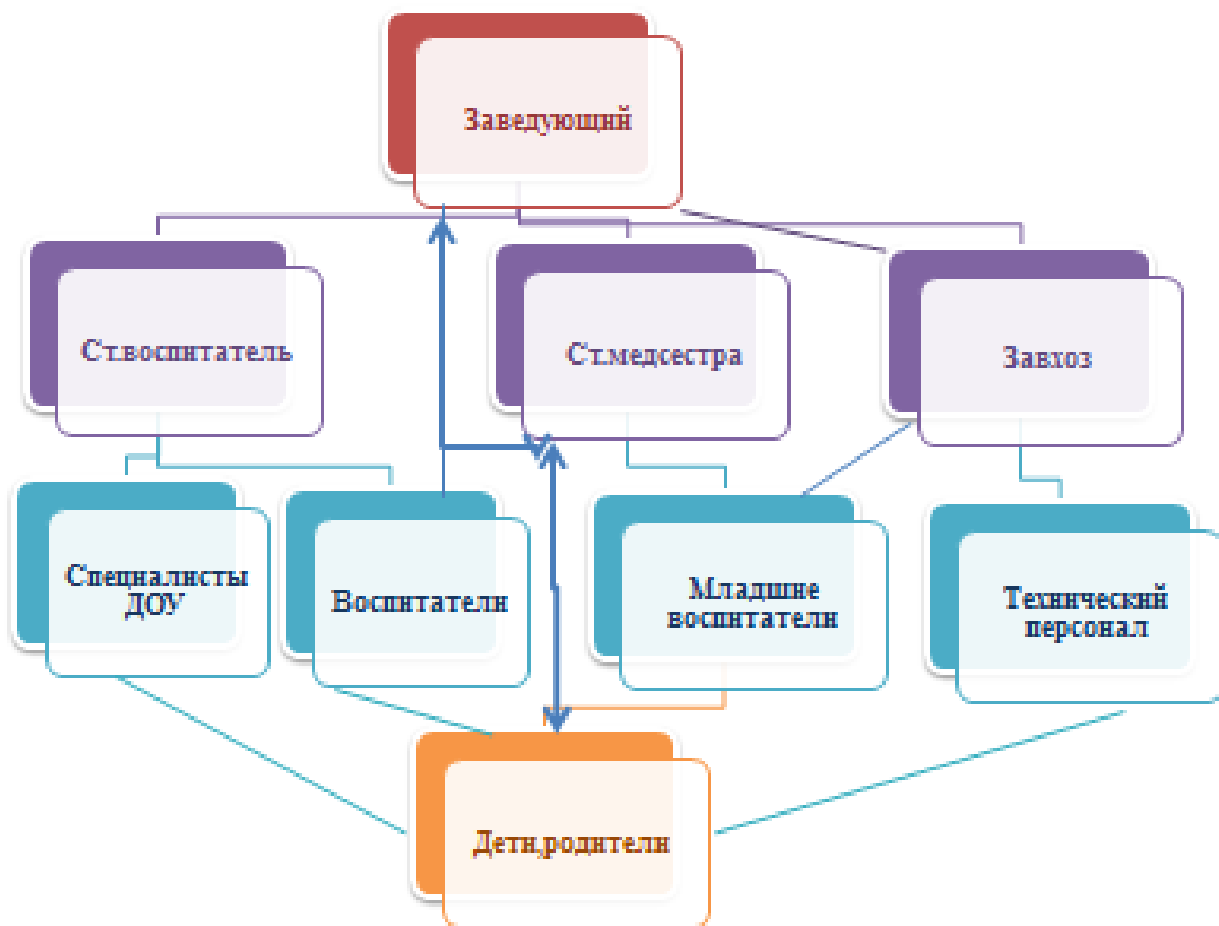 Заведующий
Ст.воспитатель
Ст.медсестра
Завхоз
Специалисты
ДОУ
Воспитатели
Младшие
воспитатели
Технический
персонал
Дети,родители